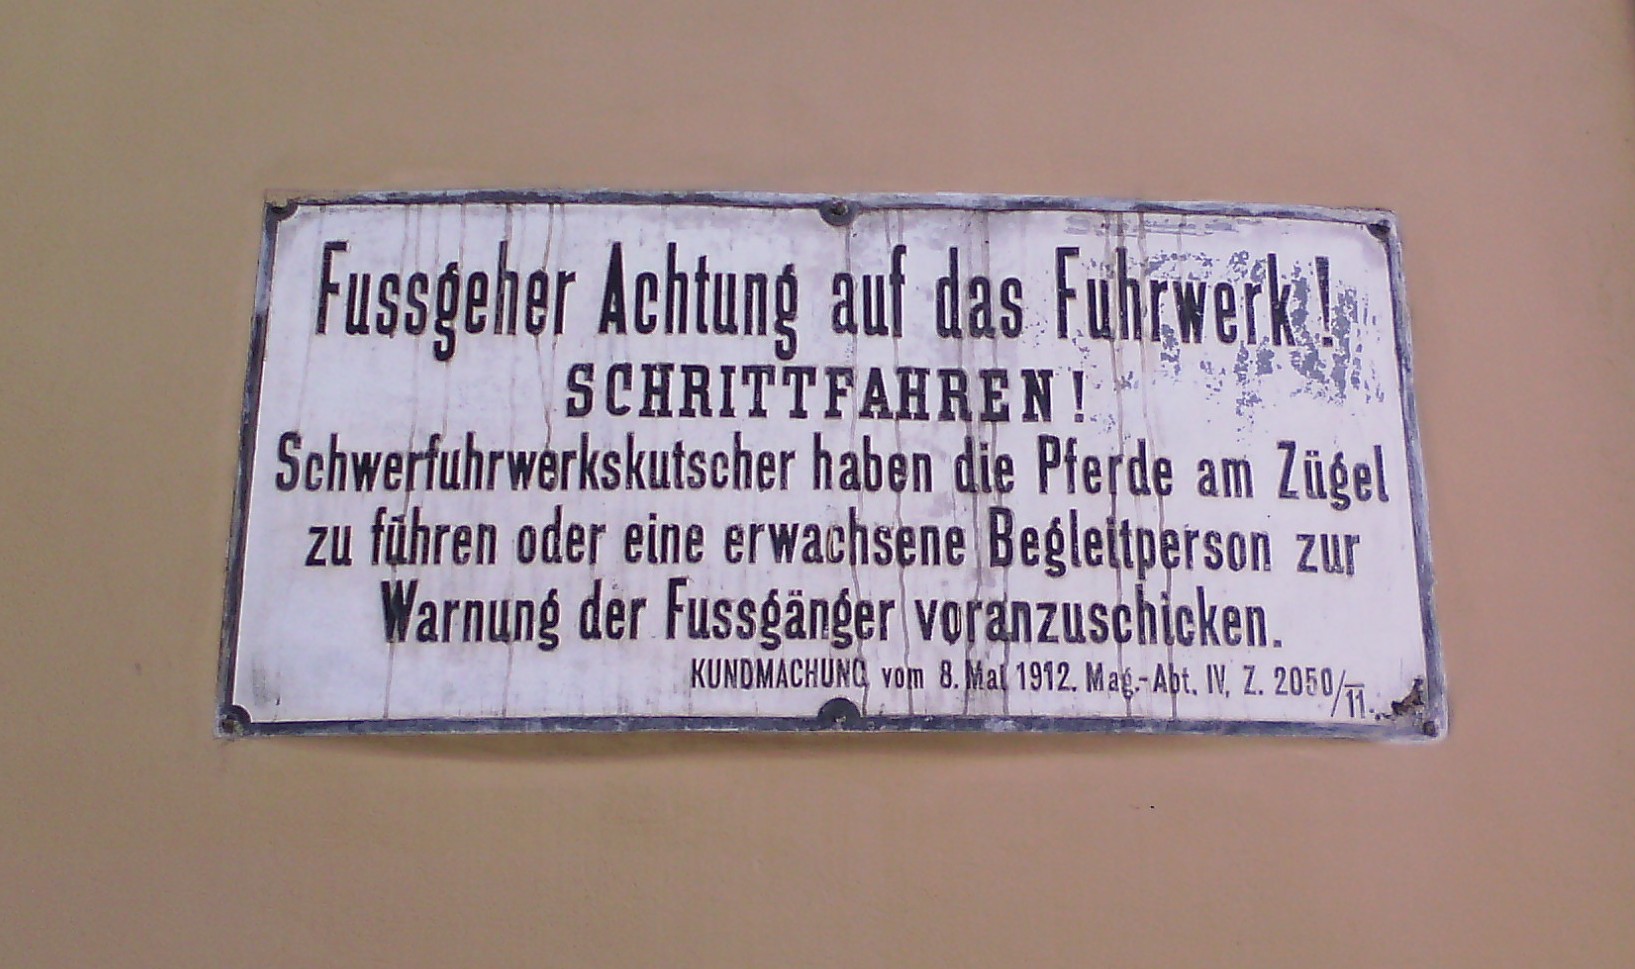 Fussgeher Achtung auf das Fuhrwerk!
SCHRITTFAHREN!
Schwerfuhrwerkskutscher haben die Pferde am Zügel
zu führen oder eine erwachsene Begleitperson zur
Warnung der Fussgänger voranzuschicken.
KUNDMACHUNG vom 8. Mai 1912. Mag.-Abt. IV, Z. 2050/11.